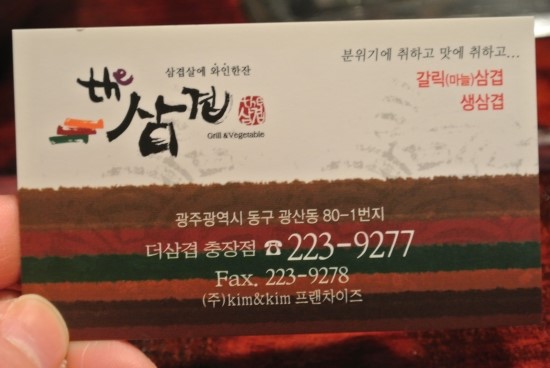 삼겹살에 와인한잔
the 삼겹
the 삼겹
Grill & Vegetable
분위기에 취하고 맛에 취하고...
갈릭(마늘)삼겹
생삼겹
광주광역시 동구 광산동 80-1번지
더삼겹 충장점 ☎ 223-9277
Fax. 223-9278
(주)kim&kim 프랜차이즈